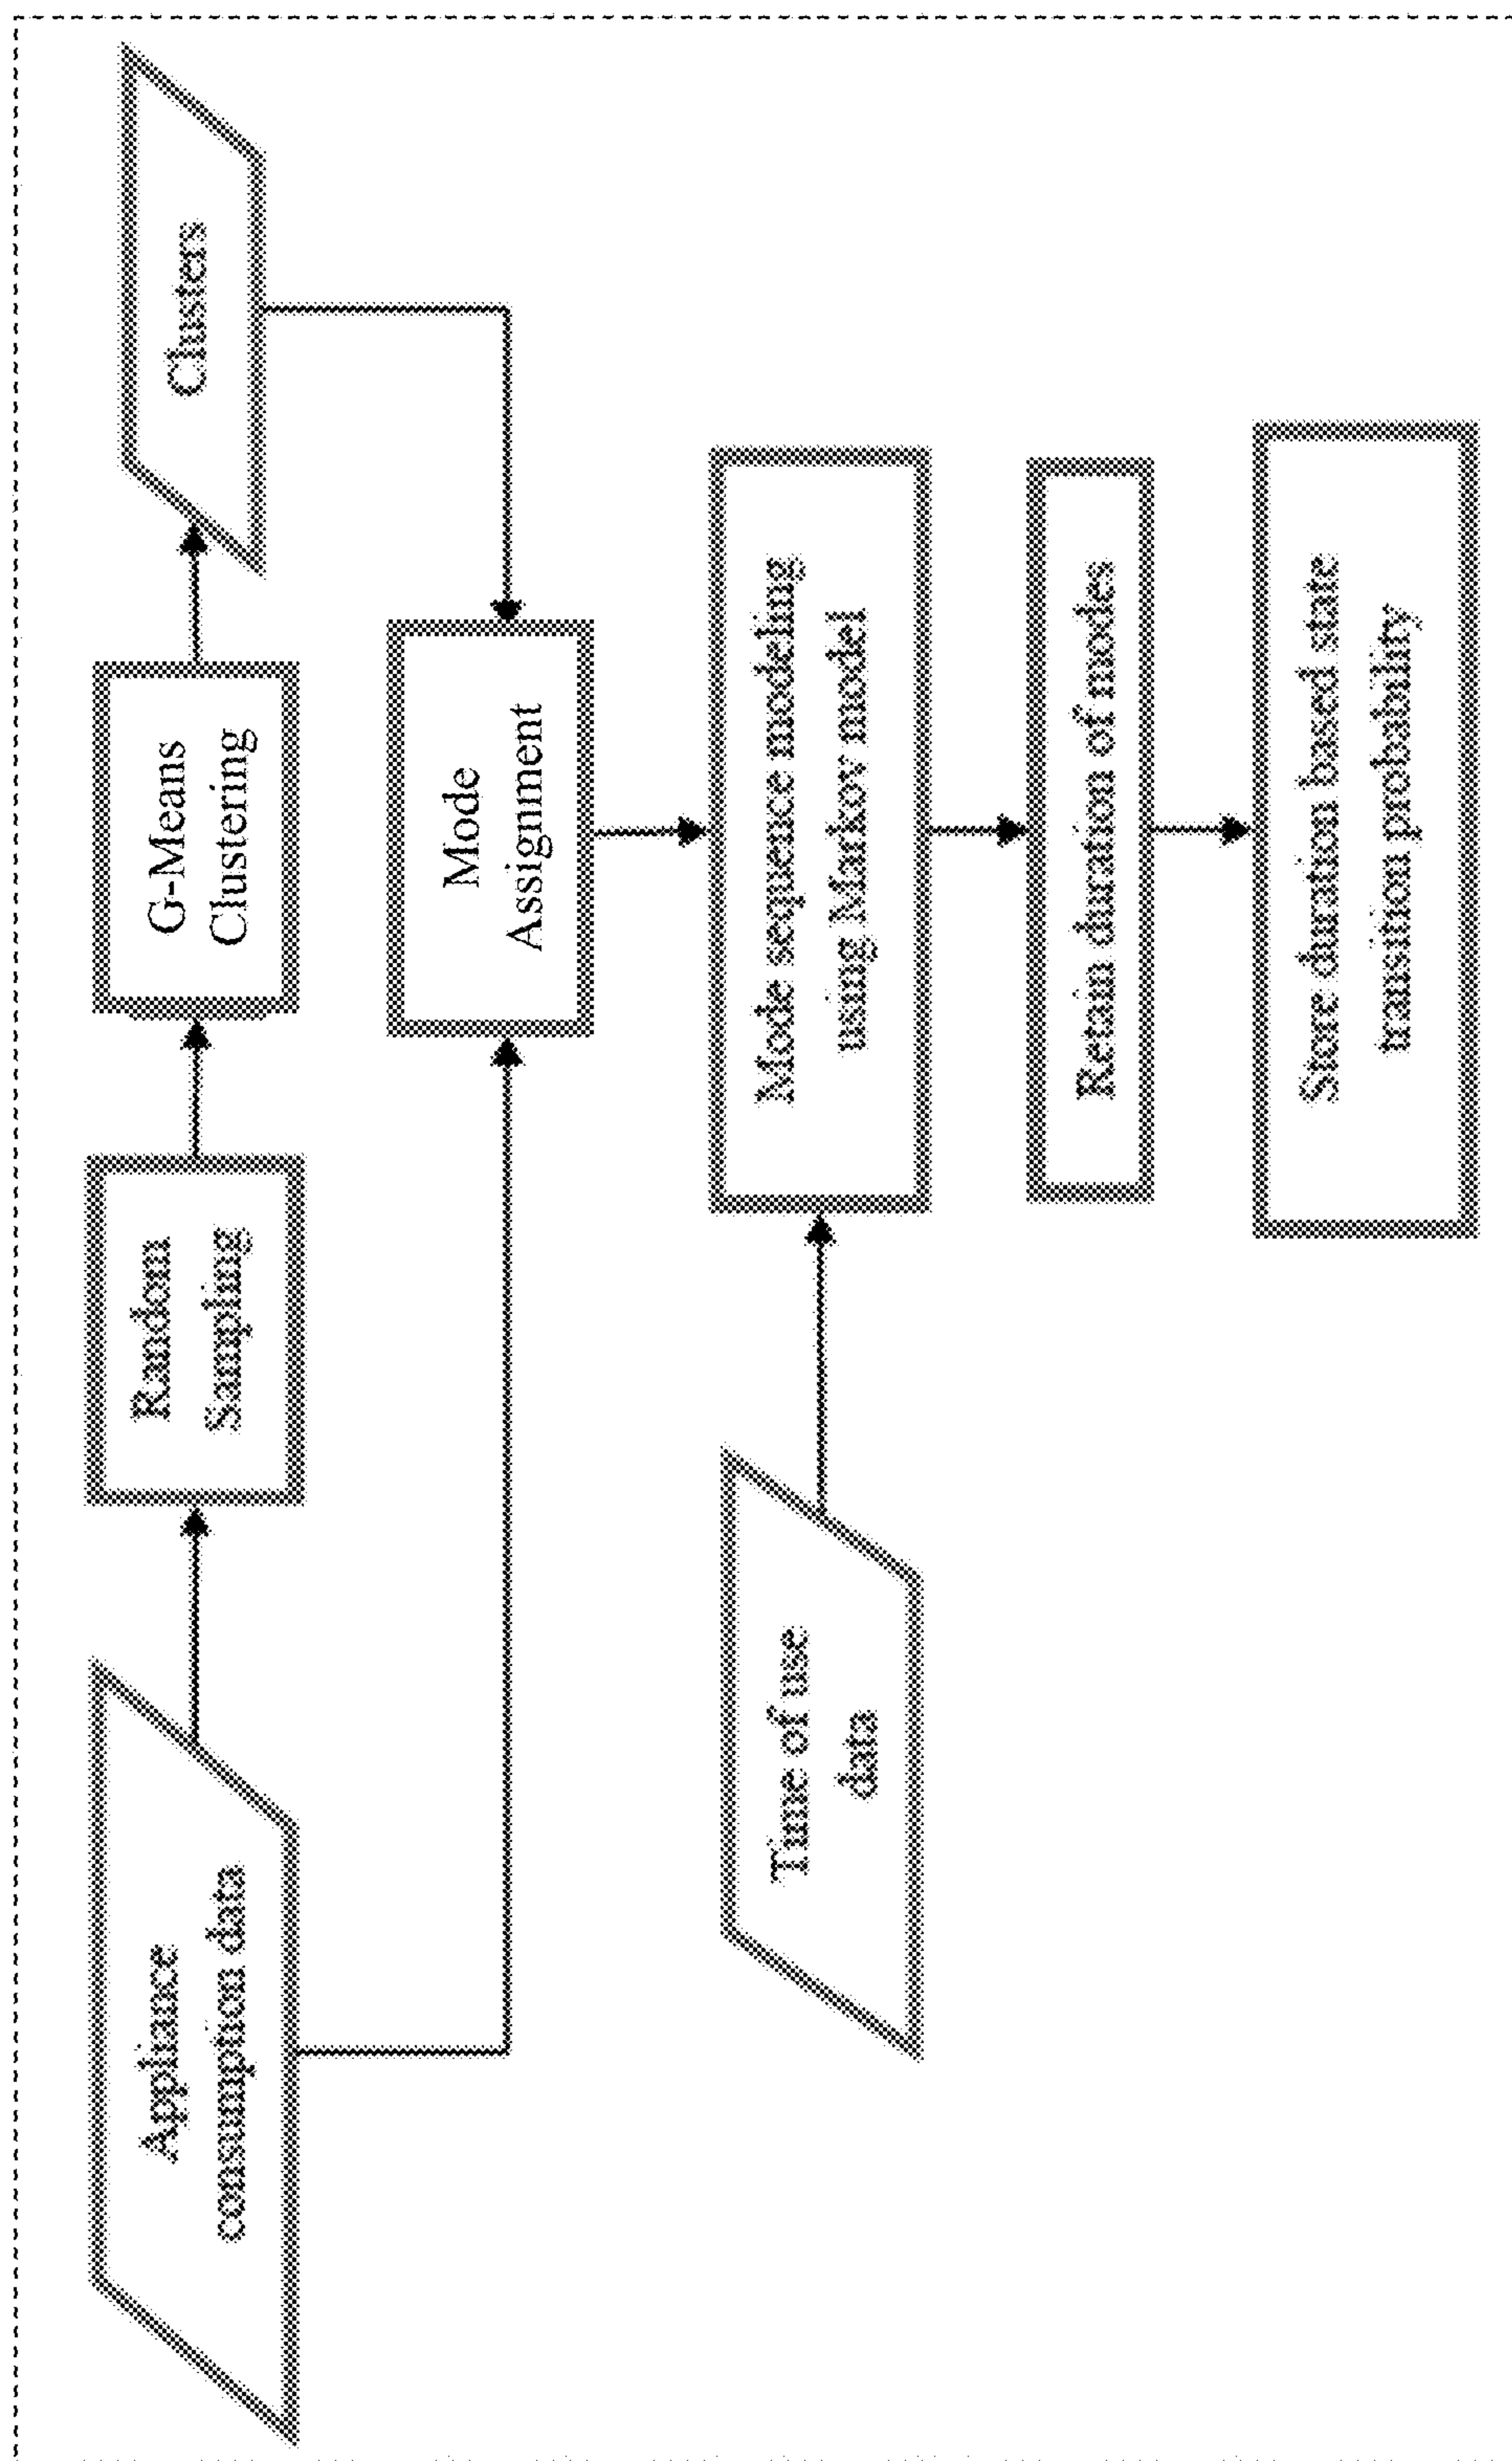 Appliance
consumption data
Random
Sampling
G-Means
Clustering
Clusters
Mode
Assignment
Time of use
data
Mode sequence modeling
using Markov model
Retain duration of modes
Store duration based state
transition probability